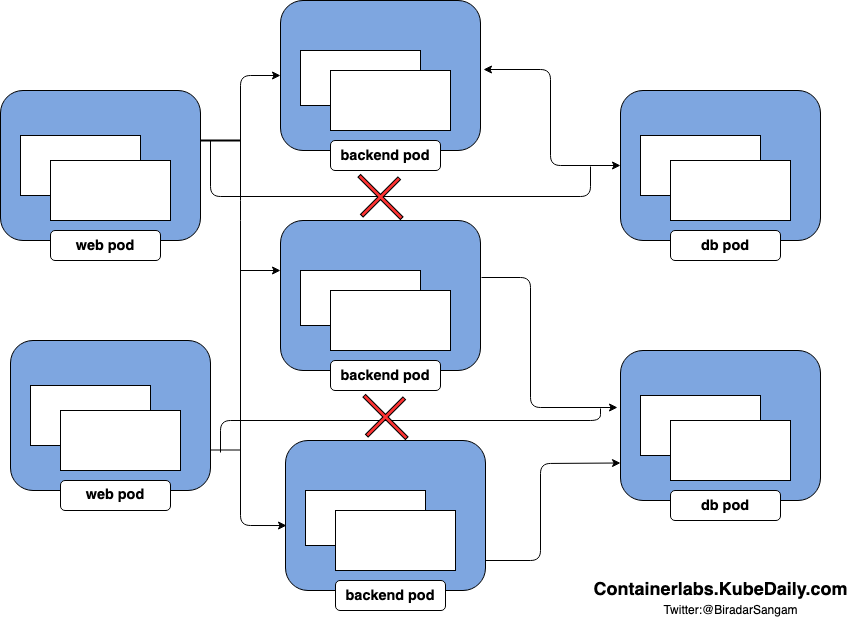 backend pod
web pod
db pod
backend pod
web pod
db pod
backend pod
Containerlabs.KubeDaily.com
Twitter:@BiradarSangam